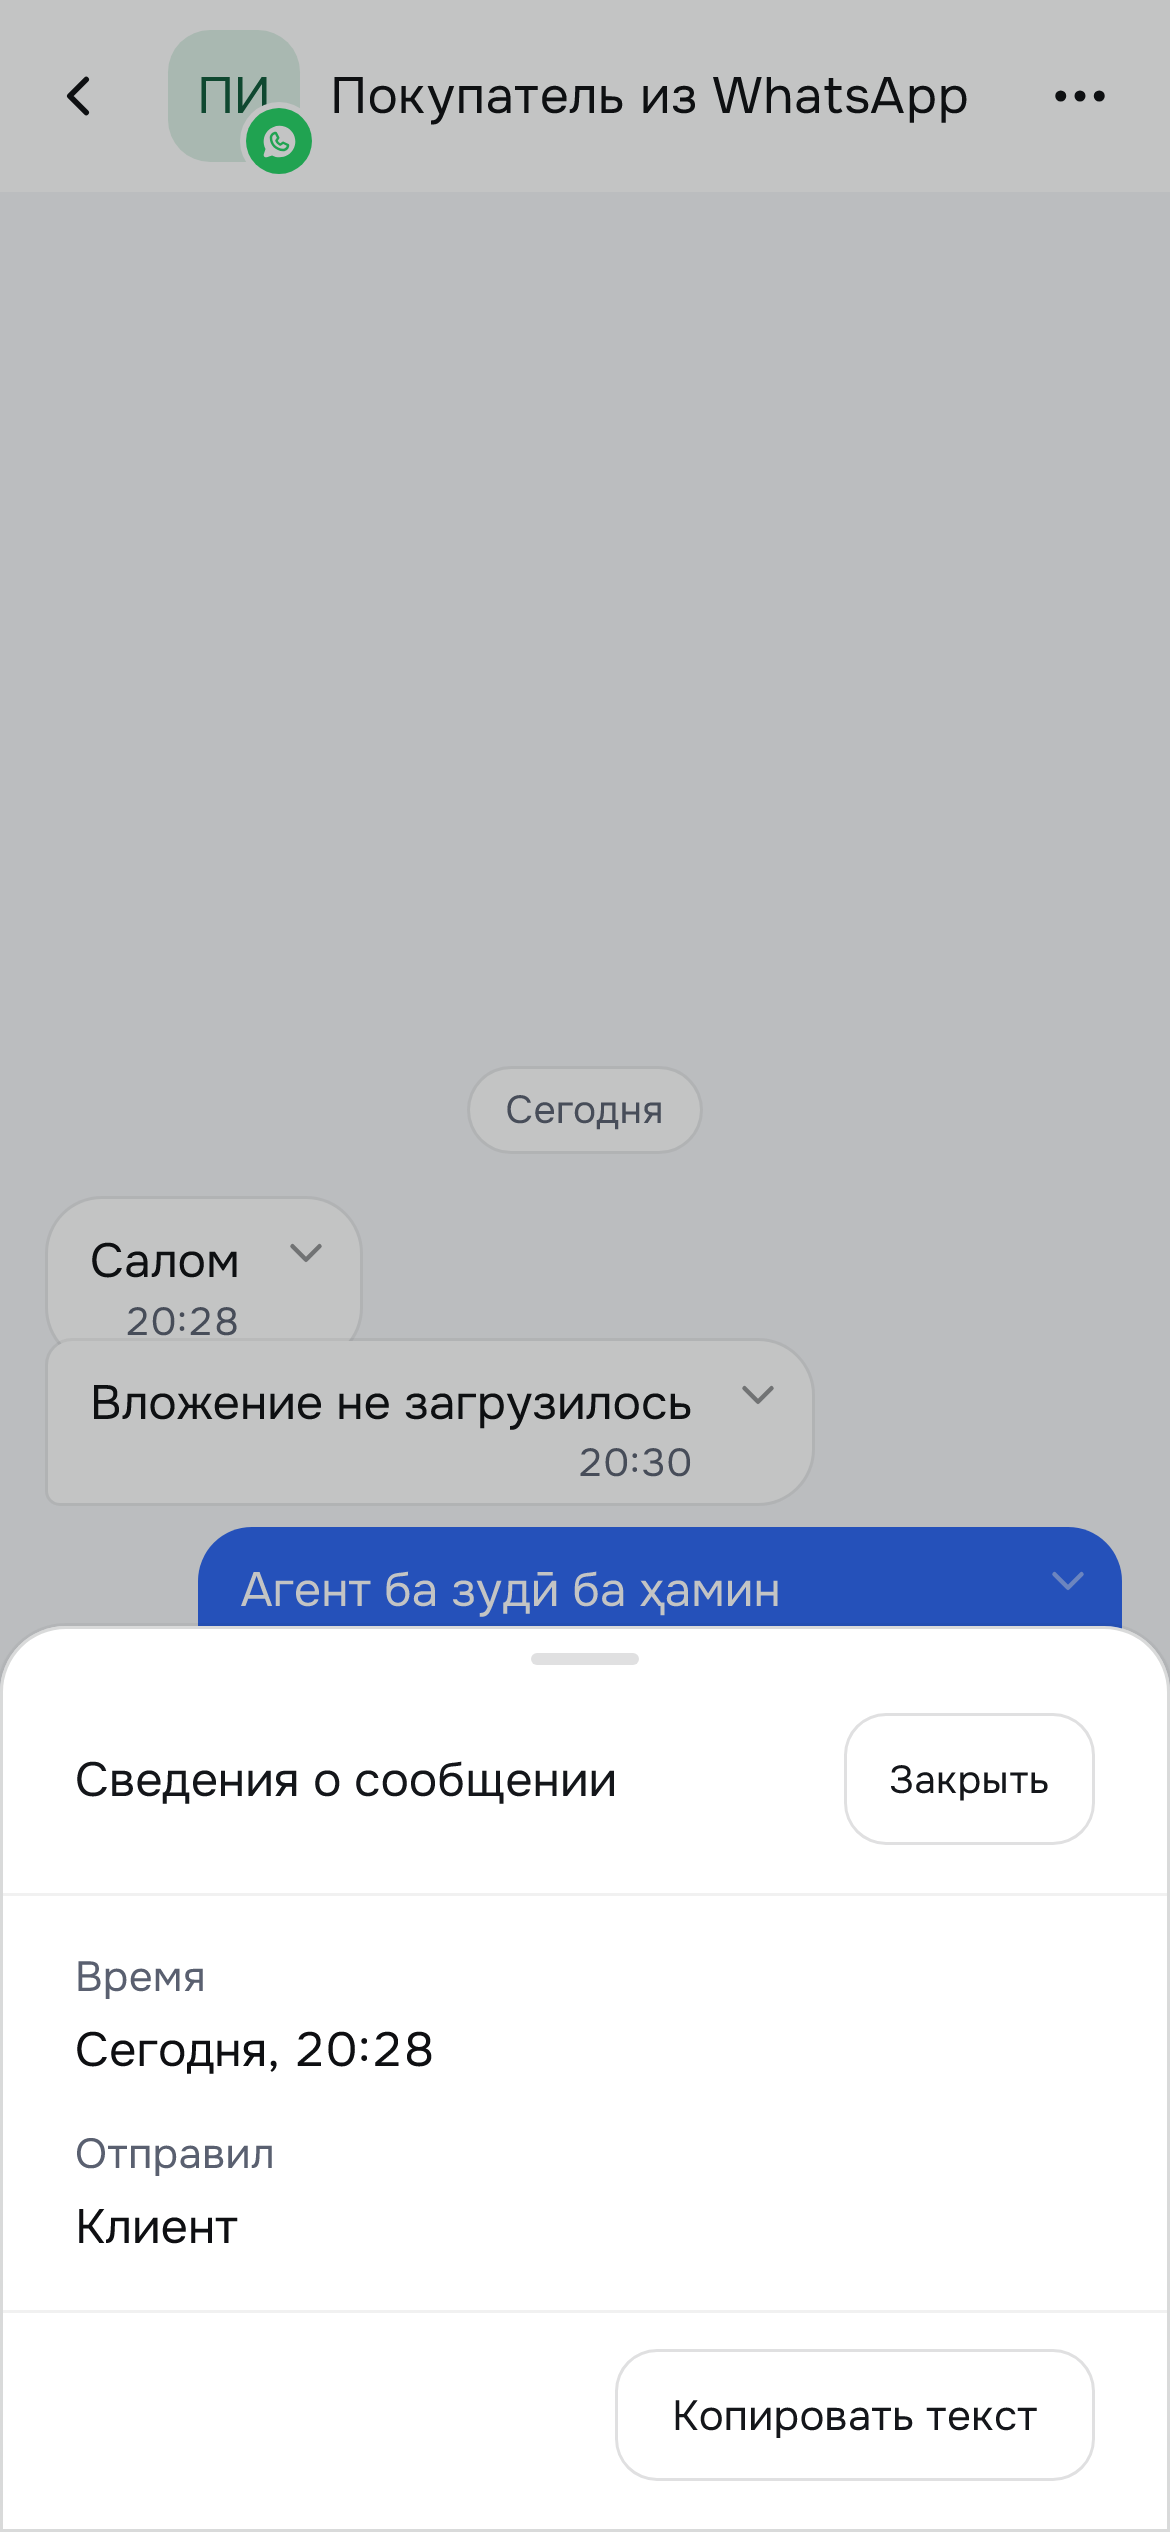 ПИ
Покупатель из WhatsApp
Сегодня
Салом
20:28
Вложение не загрузилось
20:30
Агент ба зудӣ ба ҳамин
Сведения о сообщении
Закрыть
Время
Сегодня, 20:28
Отправил
Клиент
Копировать текст